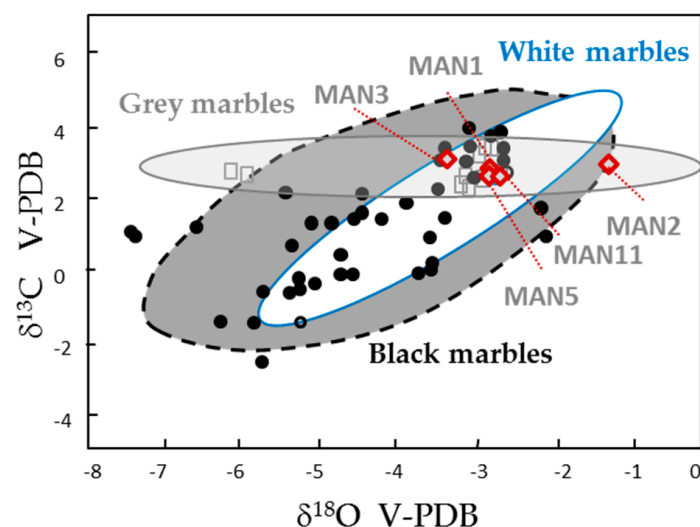 White marbles
MAN1
Grey marbles
MAN3
MAN2
MAN11
MAN5
Black marbles
6
4
2
0
-2
-4
δ13C V-PDB
-8 -7 -6 -5 -4 -3 -2 -1 0
δ18O V-PDB